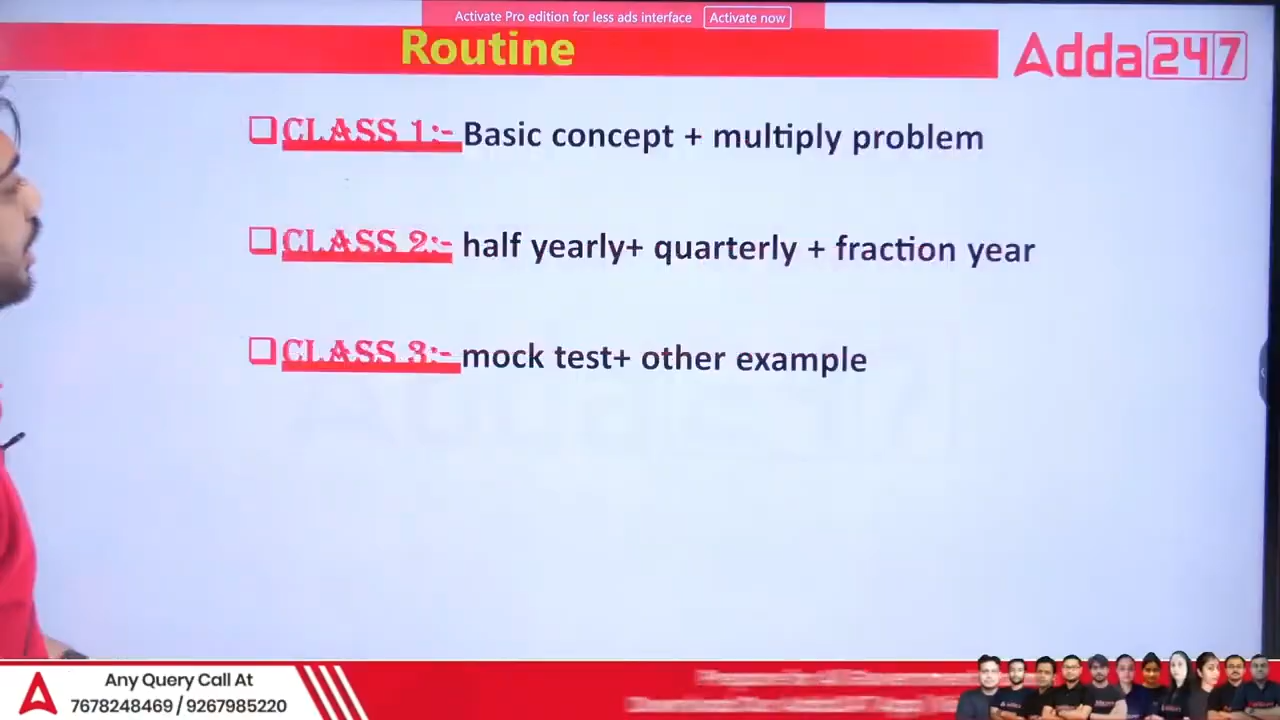 Activate Pro edition for less ads interface Activate now
Routine
Adda247
CLASS 1:- Basic concept + multiply problem
CLASS 2:- half yearly+ quarterly + fraction year
CLASS 3:- mock test+ other example
Any Query Call At
7678248469 / 9267985220